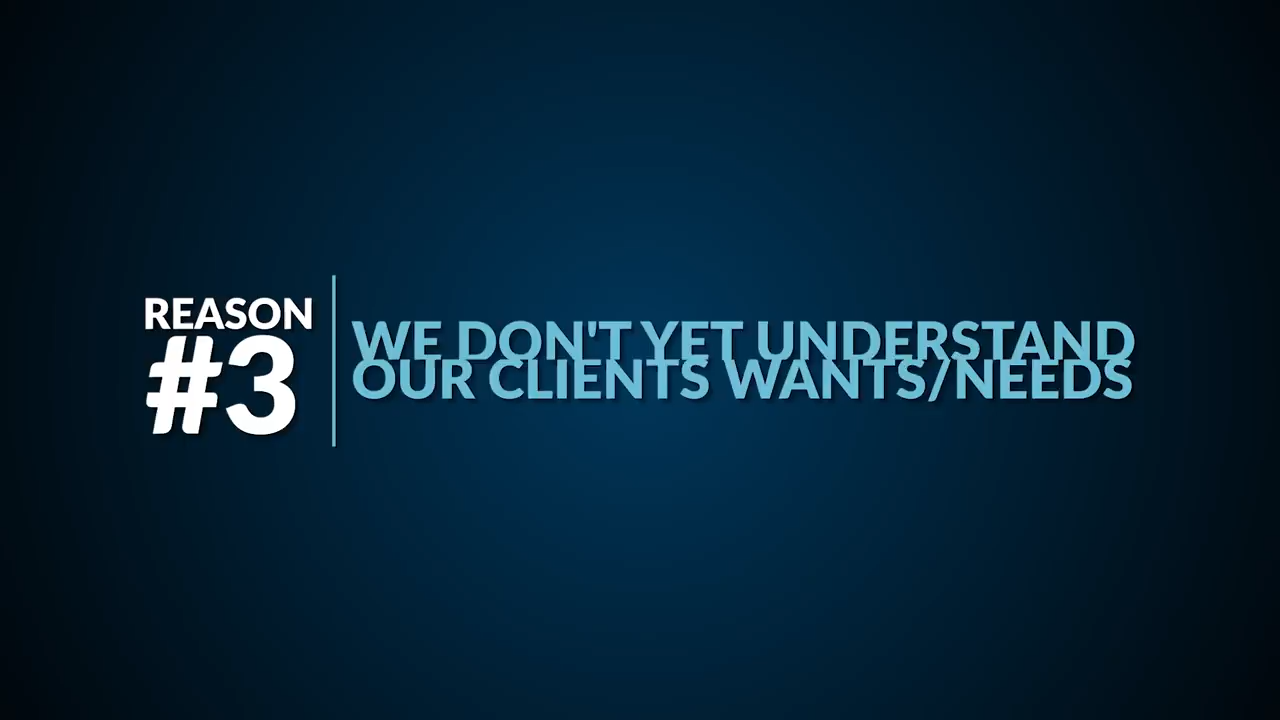 REASON
#3
WE DON'T YET UNDERSTAND
OUR CLIENTS WANTS/NEEDS